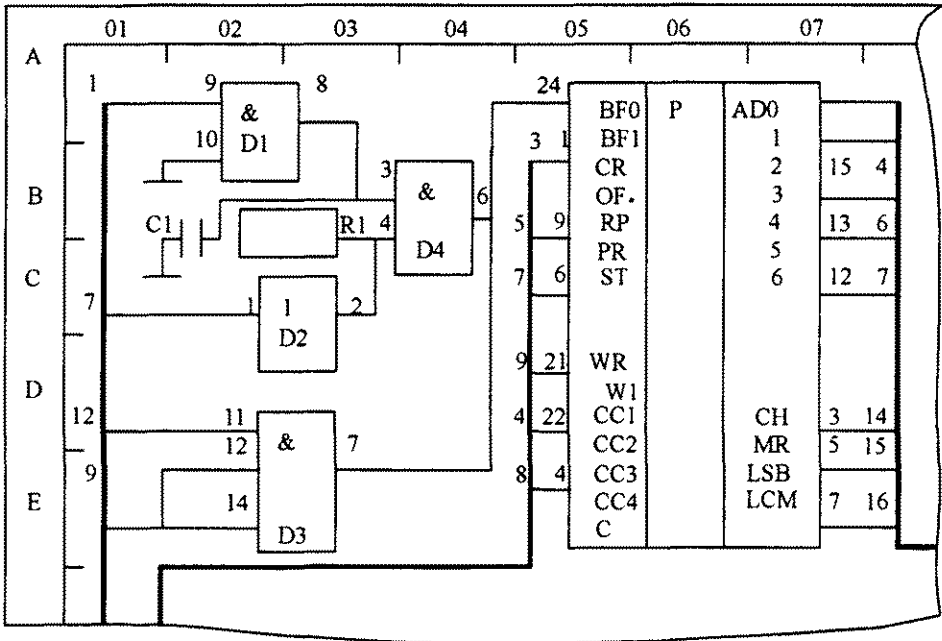 01 02 03 04 05 06 07
A
1 9 8 24
& BF0 P AD0
10 D1 3 1 BF1 1
3 CR 2 15 4
B & 6 OF. 3
C1 R1 4 5 9 RP 4 13 6
D4 PR 5
C 7 6 ST 6 12 7
7 1 1 2
D2
9 21 WR
D W1
12 11 4 22 CC1 CH 3 14
12 & 7 CC2 MR 5 15
9 8 4 CC3 LSB
E 14 CC4 LCM 7 16
D3 C